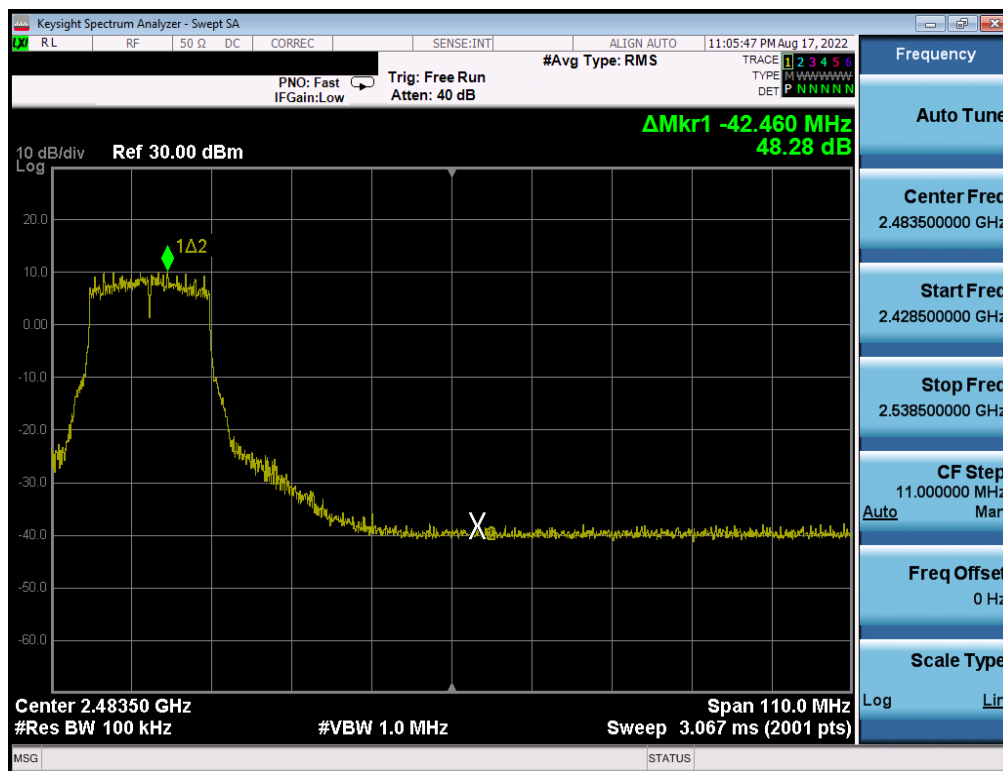 Keysight Spectrum Analyzer - Swept SA
LXI RL RF 50 Ω DC CORREC SENSE:INT ALIGN AUTO 11:05:47 PM Aug 17, 2022
#Avg Type: RMS
TRACE 1 2 3 4 5 6
PNO: Fast Trig: Free Run TYPE M WWWWW
IFGain:Low Atten: 40 dB DET P N N N N N
ΔMkr1 -42.460 MHz
48.28 dB
10 dB/div Ref 30.00 dBm
Log
20.0
1Δ2
10.0
0.00
-10.0
-20.0
-30.0
-40.0
X
-50.0
-60.0
Center 2.48350 GHz Span 110.0 MHz
#Res BW 100 kHz #VBW 1.0 MHz Sweep 3.067 ms (2001 pts)
MSG STATUS
Frequency
Auto Tune
Center Freq
2.483500000 GHz
Start Freq
2.428500000 GHz
Stop Freq
2.538500000 GHz
CF Step
11.000000 MHz
Auto Man
Freq Offset
0 Hz
Scale Type
Log Lin